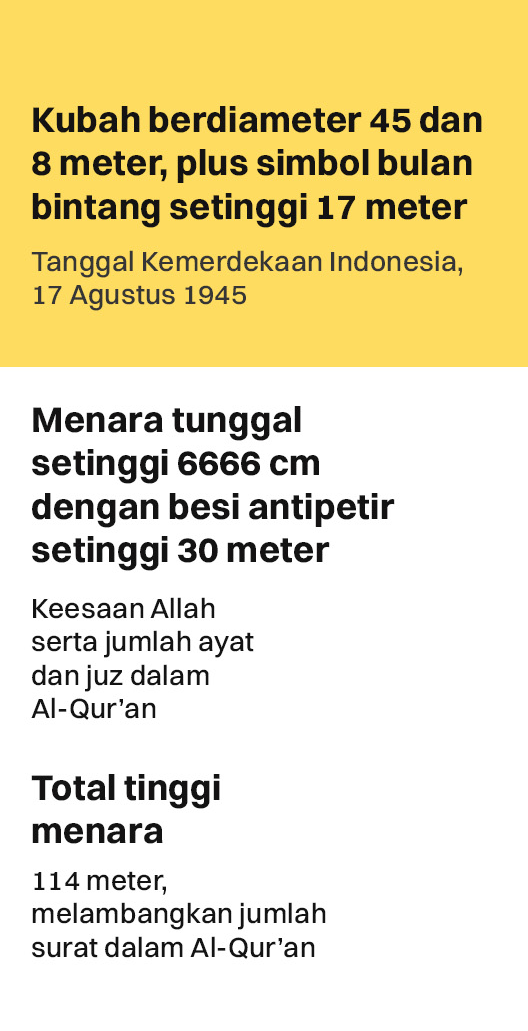 Kubah berdiameter 45 dan
8 meter, plus simbol bulan
bintang setinggi 17 meter
Tanggal Kemerdekaan Indonesia,
17 Agustus 1945
Menara tunggal
setinggi 6666 cm
dengan besi antipetir
setinggi 30 meter
Keesaan Allah
serta jumlah ayat
dan juz dalam
Al-Qur’an
Total tinggi
menara
114 meter,
melambangkan jumlah
surat dalam Al-Qur’an